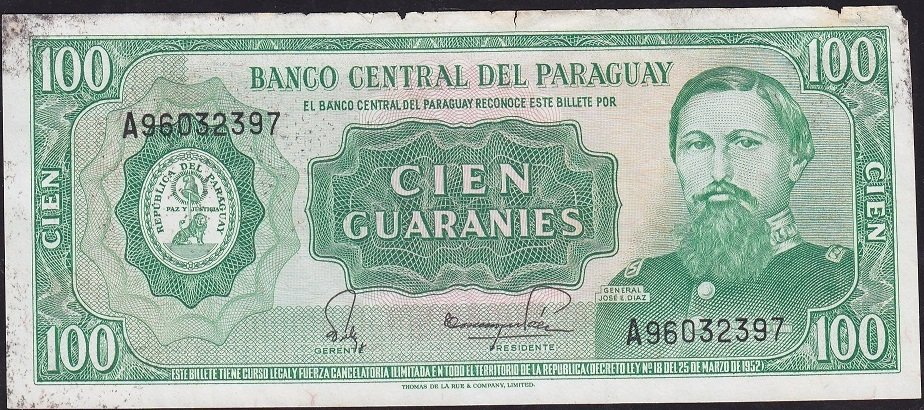 100
100
BANCO CENTRAL DEL PARAGUAY
EL BANCO CENTRAL DEL PARAGUAY RECONOCE ESTE BILLETE POR
A96032397
REPUBLICA DEL PARAGUAY
PAZ Y JUSTICIA
CIEN
CIEN
GUARANIES
CIEN
GENERAL
JOSE E. DIAZ
A96032397
GERENTE
PRESIDENTE
100
100
ESTE BILLETE TIENE CURSO LEGAL Y FUERZA CANCELATORIA ILIMITADA EN TODO EL TERRITORIO DE LA REPUBLICA (DECRETO LEY Nº 18 DEL 25 DE MARZO DE 1952)
THOMAS DE LA RUE & COMPANY, LIMITED.